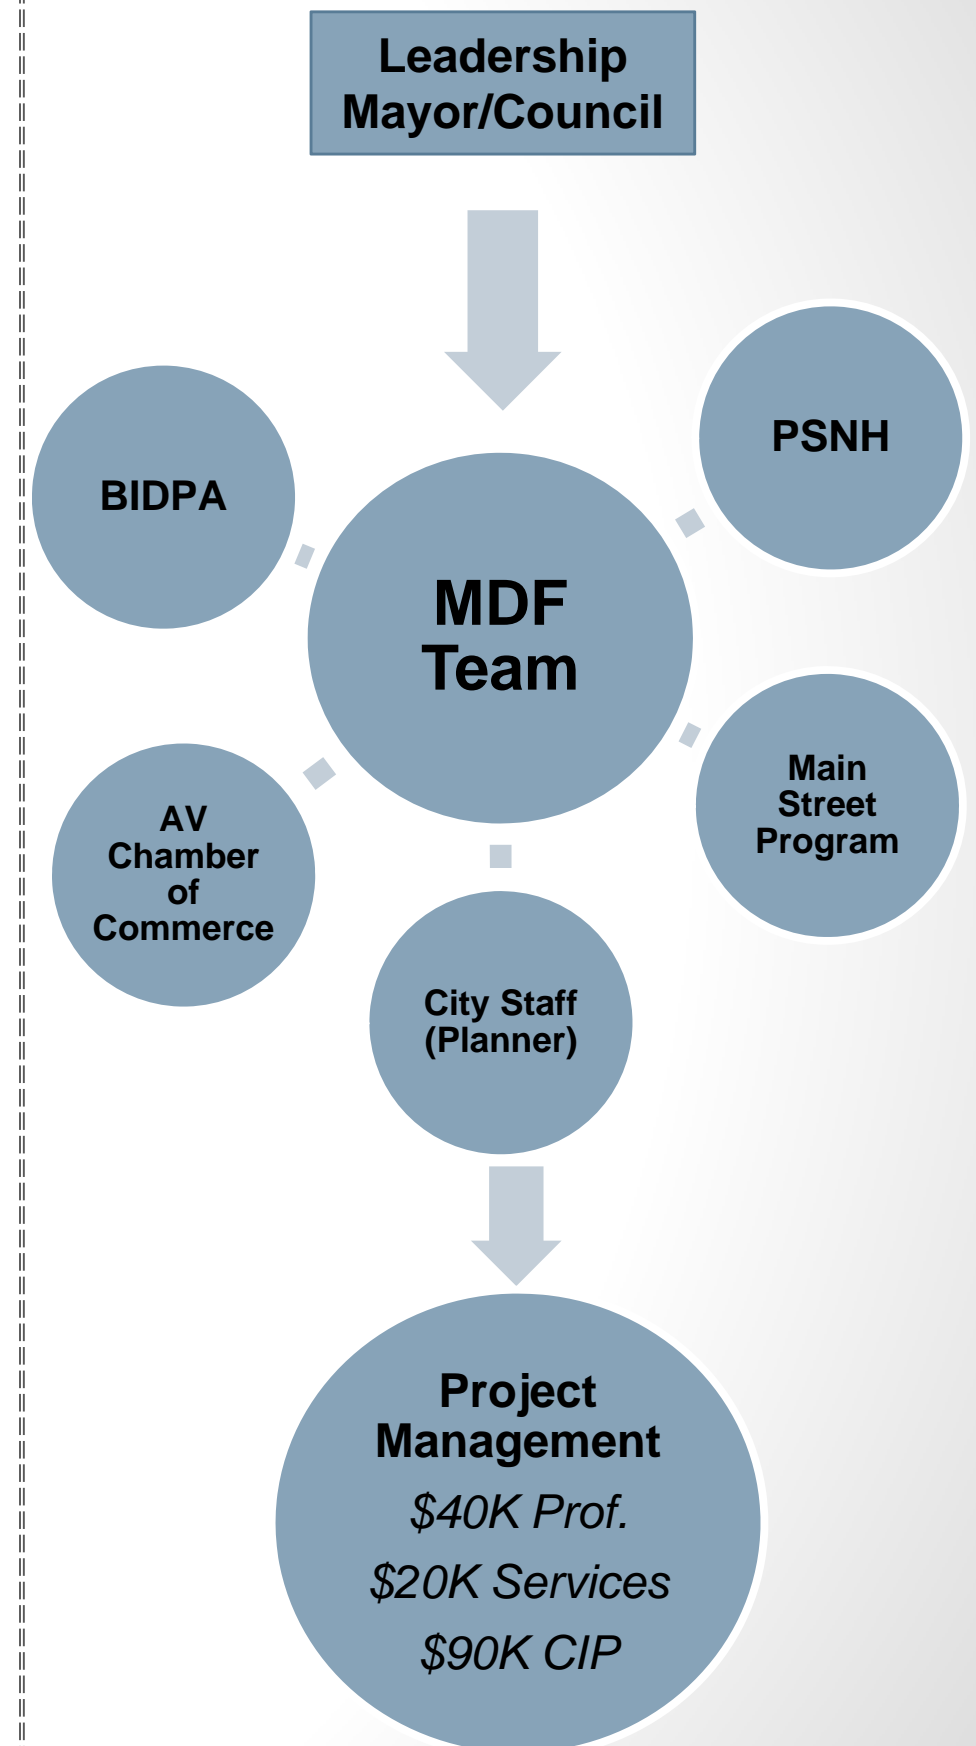 Leadership
Mayor/Council
PSNH
BIDPA
MDF
Team
Main
Street
Program
AV
Chamber
of
Commerce
City Staff
(Planner)
Project
Management
$40K Prof.
$20K Services
$90K CIP